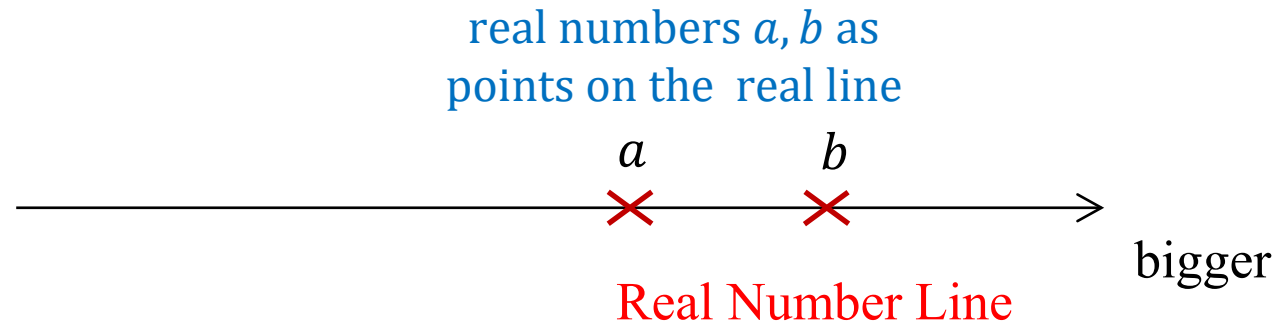 real numbers a, b as
points on the real line
a b
bigger
Real Number Line